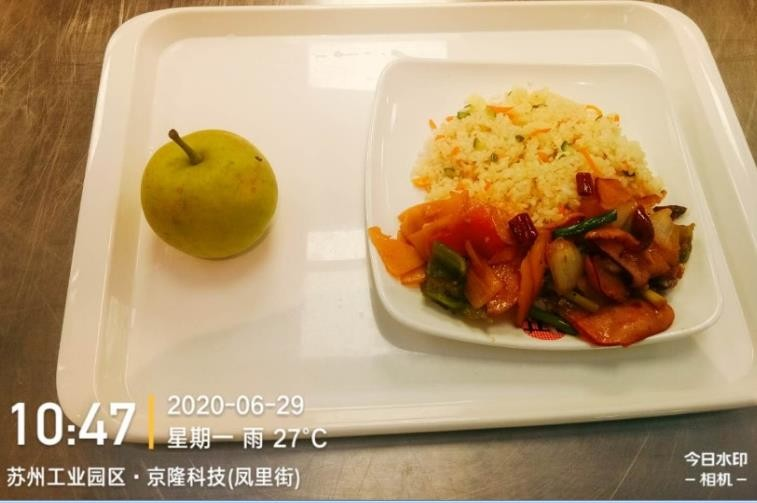 10:47
2020-06-29
星期一 雨 27°C
苏州工业园区·京隆科技(凤里街)
今日水印
-相机-